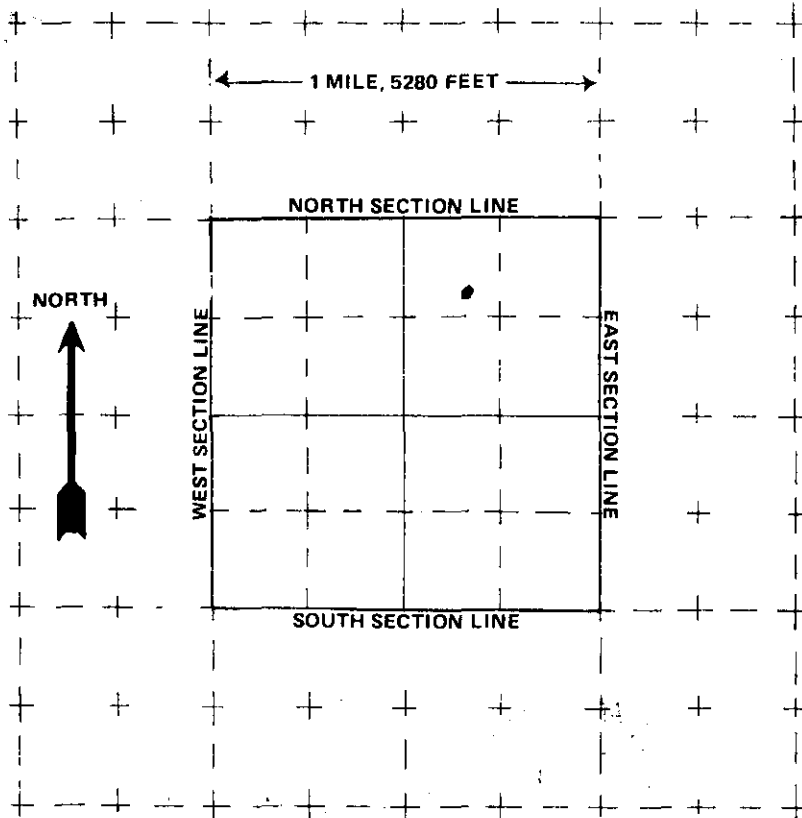 1 MILE, 5280 FEET
NORTH SECTION LINE
NORTH
WEST SECTION LINE
EAST SECTION LINE
SOUTH SECTION LINE